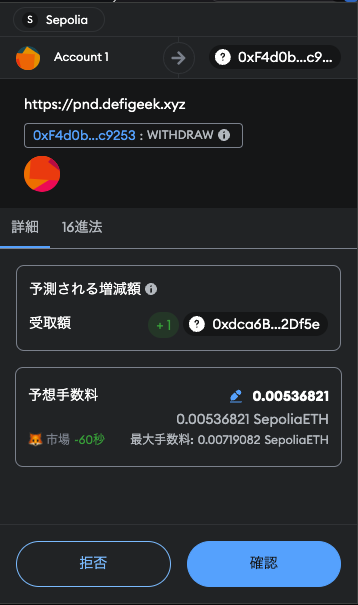 S Sepolia
Account 1
? 0xF4d0b...c9...
https://pnd.defigeek.xyz
0xF4d0b...c9253 : WITHDRAW
詳細 16進法
予測される増減額
受取額 + 1 ? 0xdca6B...2Df5e
予想手数料 0.00536821
0.00536821 SepoliaETH
市場 -60秒 最大手数料: 0.00719082 SepoliaETH
拒否 確認